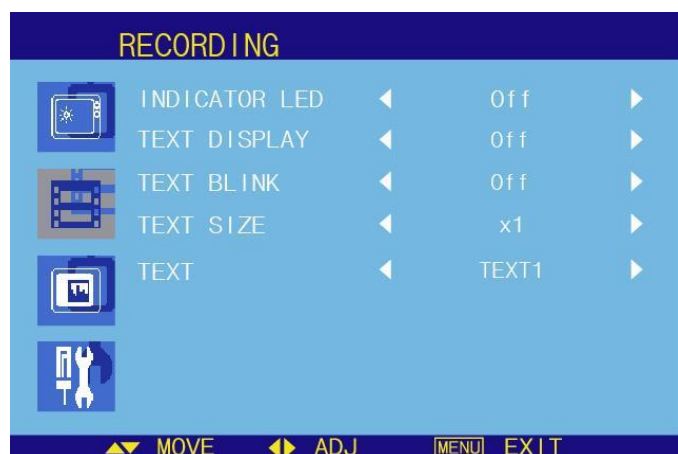 RECORDING
INDICATOR LED Off
TEXT DISPLAY Off
TEXT BLINK Off
TEXT SIZE x1
TEXT TEXT1
MOVE ADJ MENU EXIT